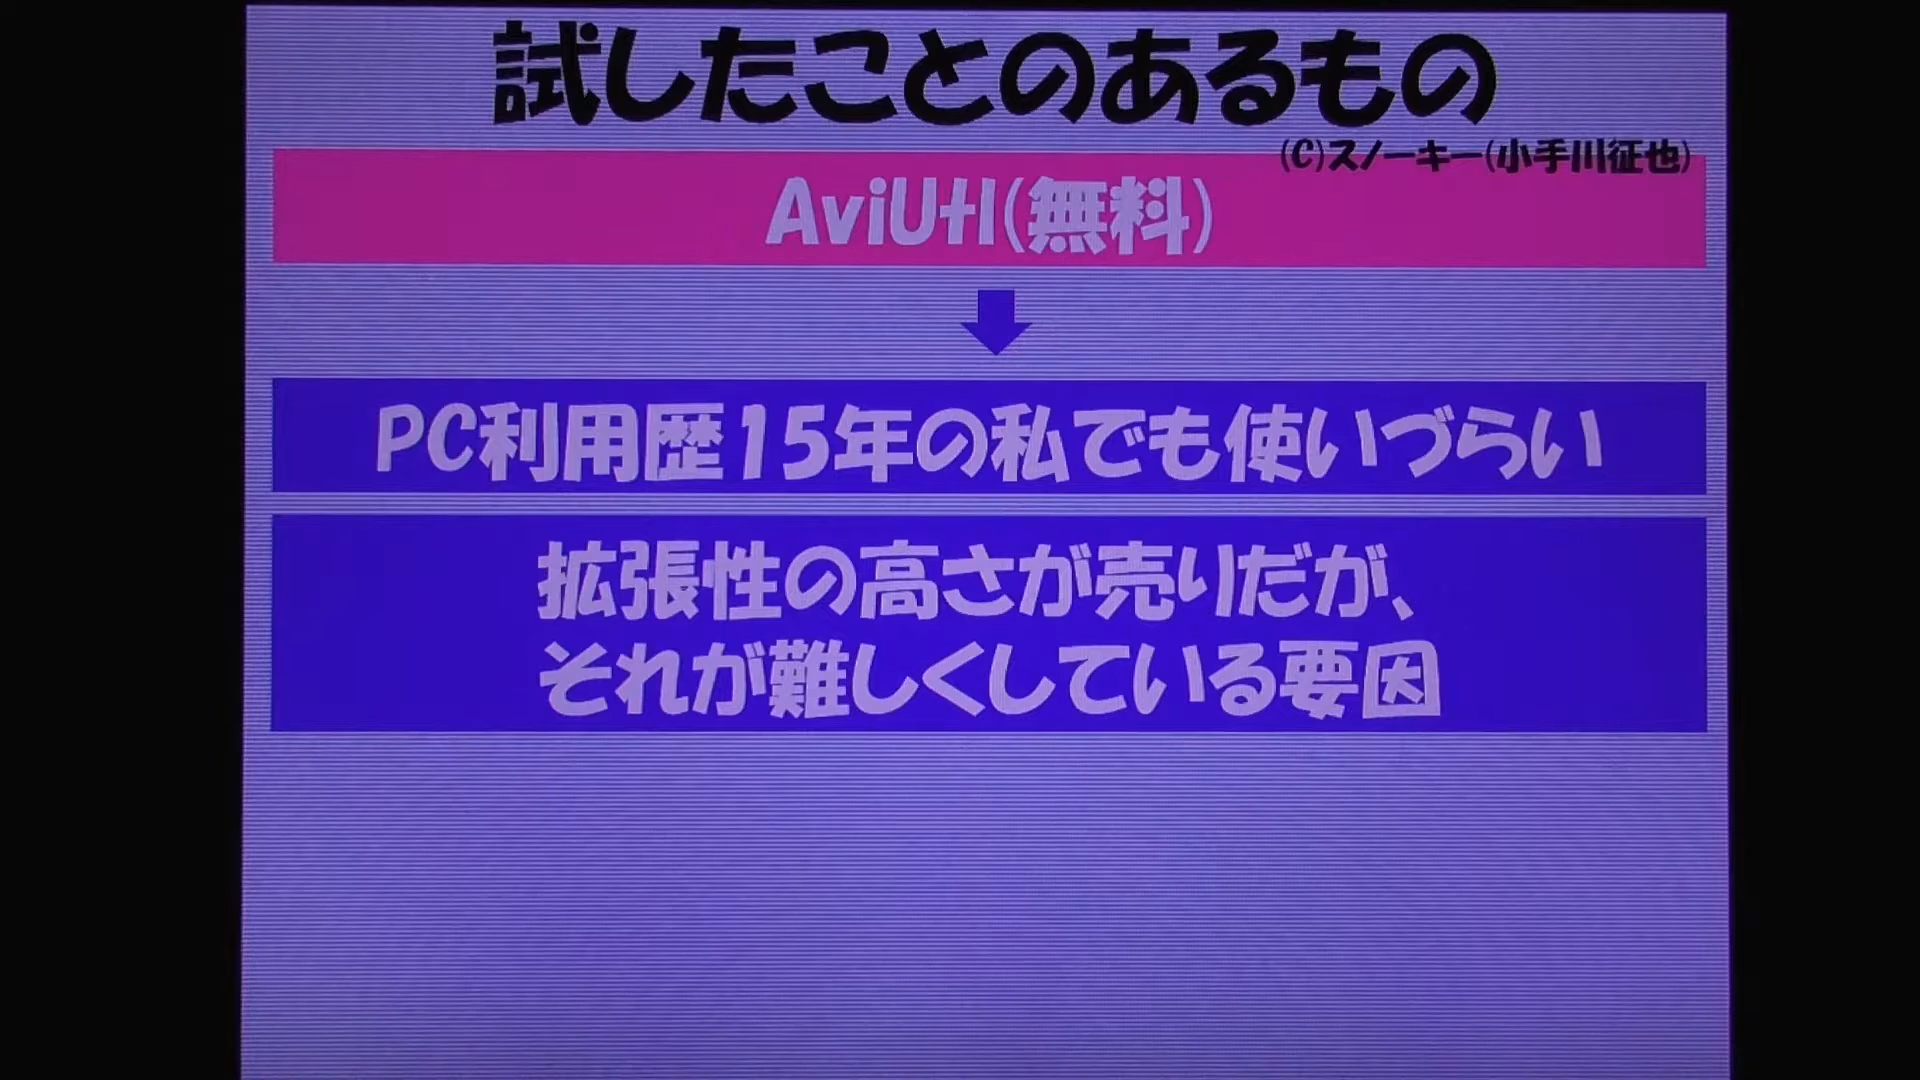 試したことのあるもの
(C)スノーキー(小手川征也)
AviUtl(無料)
PC利用歴15年の私でも使いづらい
拡張性の高さが売りだが、
それが難しくしている要因